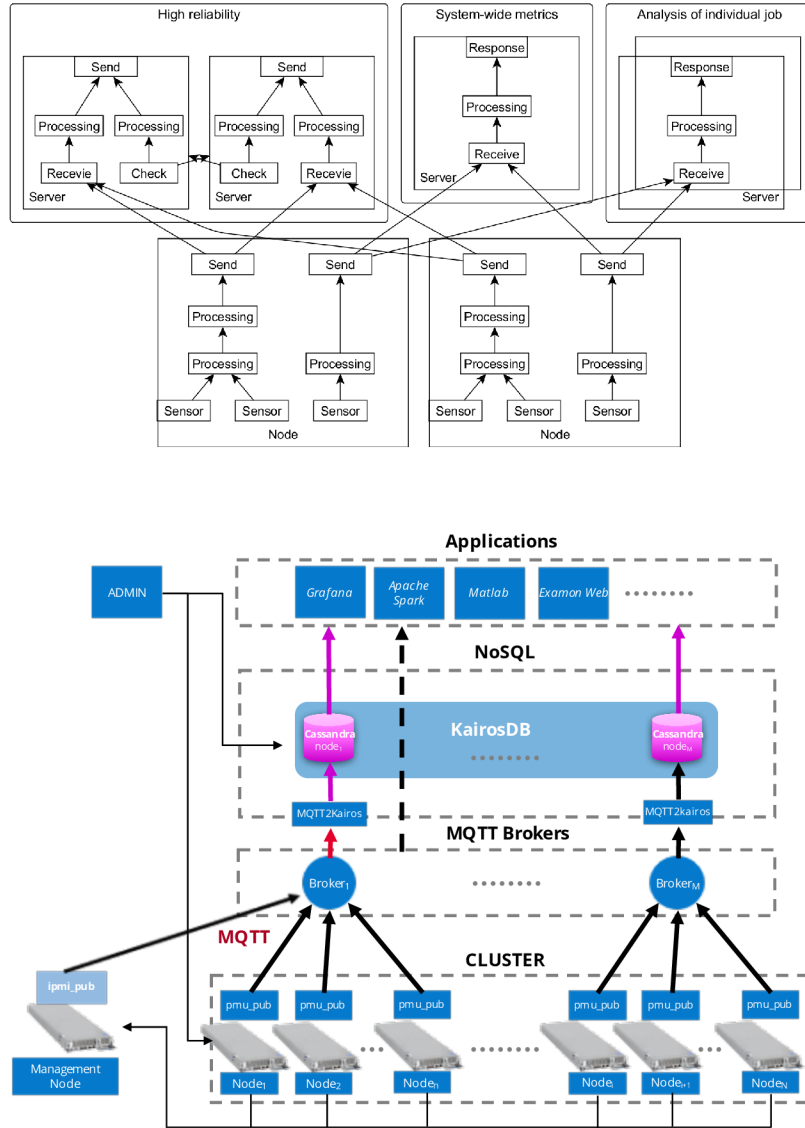 High reliability
System-wide metrics
Analysis of individual job
Send
Send
Response
Response
Processing
Processing
Processing
Processing
Processing
Processing
Recevie
Check
Check
Recevie
Receive
Receive
Server
Server
Server
Server
Send
Send
Send
Send
Processing
Processing
Processing
Processing
Processing
Processing
Sensor
Sensor
Sensor
Sensor
Sensor
Sensor
Node
Node
Applications
ADMIN
Grafana
Apache
Spark
Matlab
Examon Web
NoSQL
KairosDB
Cassandra
node₁
Cassandra
node_M
MQTT2Kairos
MQTT2kairos
MQTT Brokers
Broker₁
Broker_M
MQTT
CLUSTER
ipmi_pub
pmu_pub
pmu_pub
pmu_pub
pmu_pub
pmu_pub
pmu_pub
Management
Node
Node₁
Node₂
Nodeₙ
Nodeᵢ
Nodeᵢ₊₁
Node_N